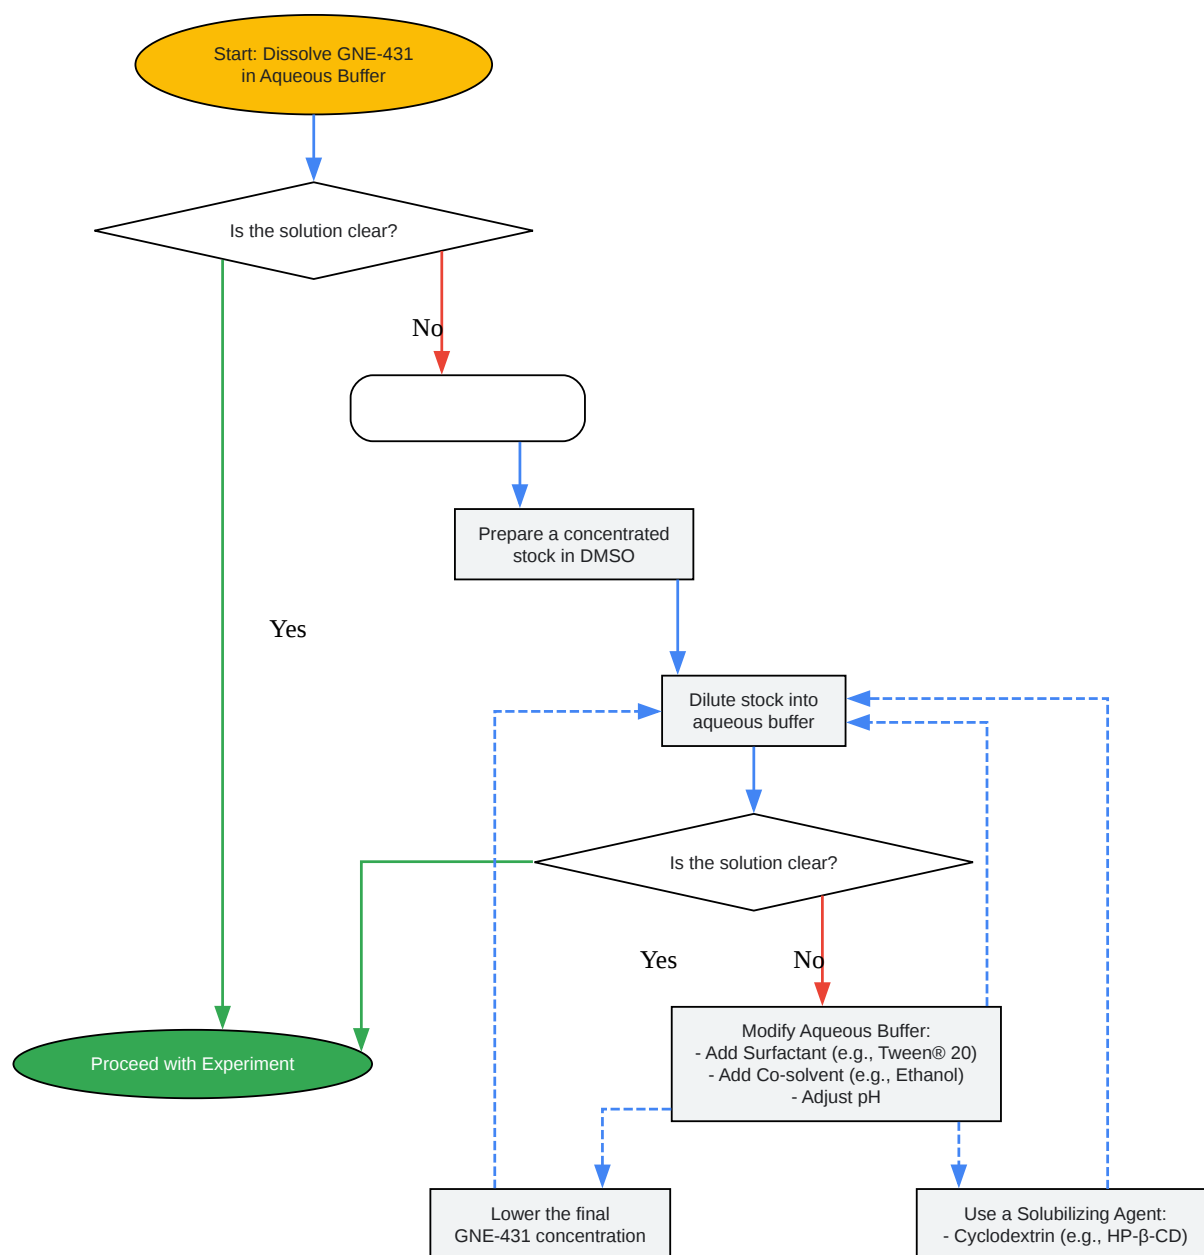 Start: Dissolve GNE-431
in Aqueous Buffer
Is the solution clear?
No
Prepare a concentrated
stock in DMSO
Yes
Dilute stock into
aqueous buffer
Is the solution clear?
Yes
No
Modify Aqueous Buffer:
- Add Surfactant (e.g., Tween® 20)
- Add Co-solvent (e.g., Ethanol)
- Adjust pH
Proceed with Experiment
Lower the final
GNE-431 concentration
Use a Solubilizing Agent:
- Cyclodextrin (e.g., HP-β-CD)